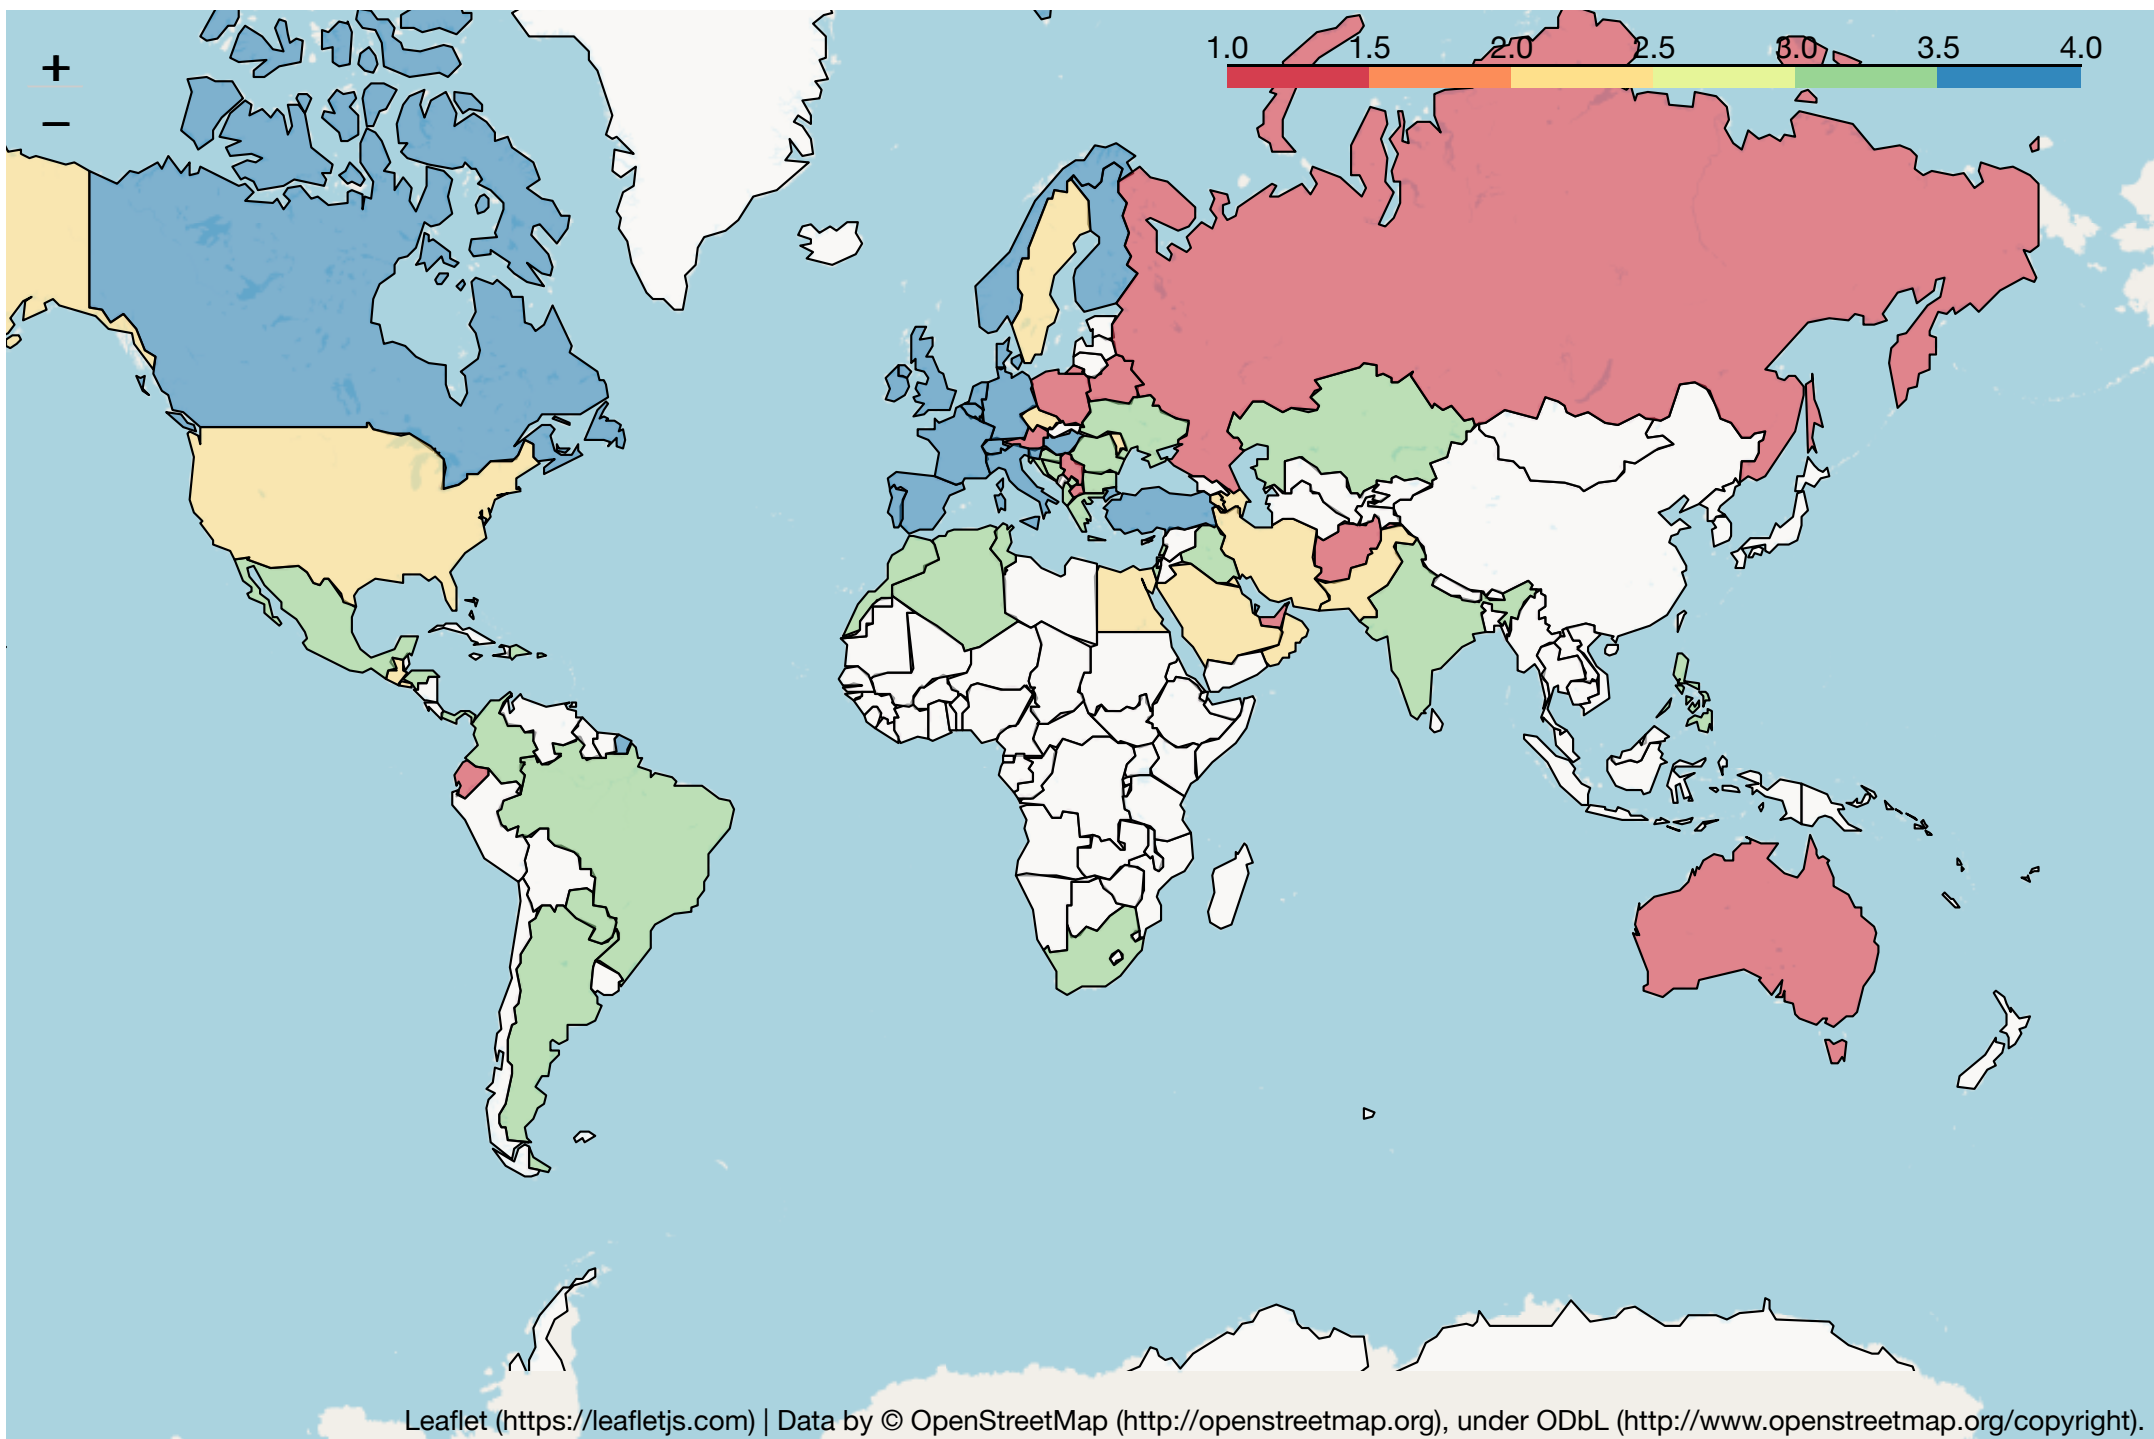 +
−
1.0 1.5 2.0 2.5 3.0 3.5 4.0
Leaflet (https://leafletjs.com) | Data by © OpenStreetMap (http://openstreetmap.org), under ODbL (http://www.openstreetmap.org/copyright).